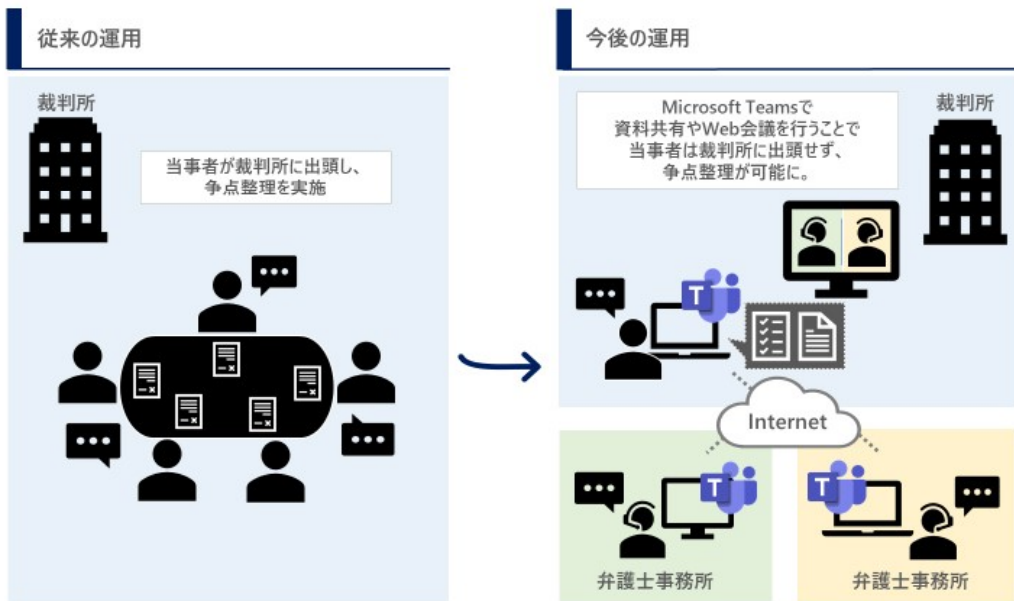 従来の運用
裁判所
当事者が裁判所に出頭し、
争点整理を実施
今後の運用
Microsoft Teamsで
資料共有やWeb会議を行うことで
当事者は裁判所に出頭せず、
争点整理が可能に。
裁判所
T
Internet
T
T
弁護士事務所
弁護士事務所